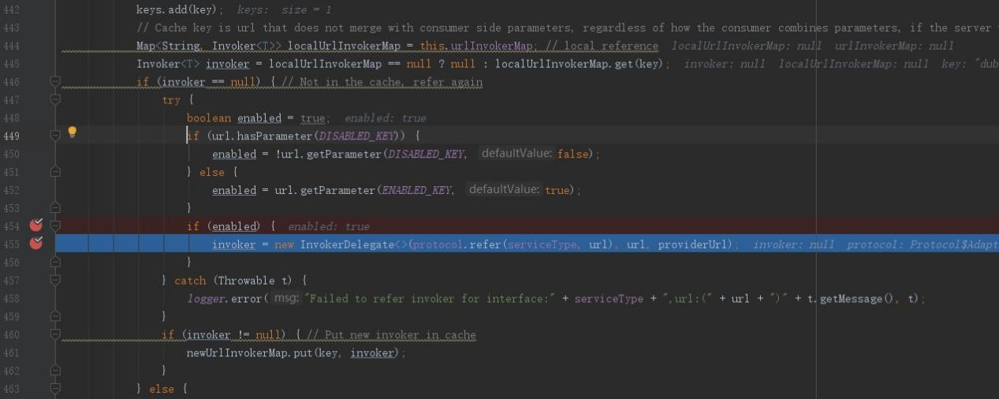 442 keys.add(key); keys: size = 1
443 // Cache key is url that does not merge with consumer side parameters, regardless of how the consumer combines parameters, if the server
444 Map<String, Invoker<T>> localUrlInvokerMap = this.urlInvokerMap; // local reference localUrlInvokerMap: null urlInvokerMap: null
445 Invoker<T> invoker = localUrlInvokerMap == null ? null : localUrlInvokerMap.get(key); invoker: null localUrlInvokerMap: null key: "dub
446 if (invoker == null) { // Not in the cache, refer again
447 try {
448 boolean enabled = true; enabled: true
449 if (url.hasParameter(DISABLED_KEY)) {
450 enabled = !url.getParameter(DISABLED_KEY, defaultValue: false);
451 } else {
452 enabled = url.getParameter(ENABLED_KEY, defaultValue: true);
453 }
454 if (enabled) { enabled: true
455 invoker = new InvokerDelegate<>(protocol.refer(serviceType, url), url, providerUrl); invoker: null protocol: Protocol$Adapt
456 }
457 } catch (Throwable t) {
458 logger.error( msg: "Failed to refer invoker for interface:" + serviceType + ",url:(" + url + ")" + t.getMessage(), t);
459 }
460 if (invoker != null) { // Put new invoker in cache
461 newUrlInvokerMap.put(key, invoker);
462 }
463 } else {